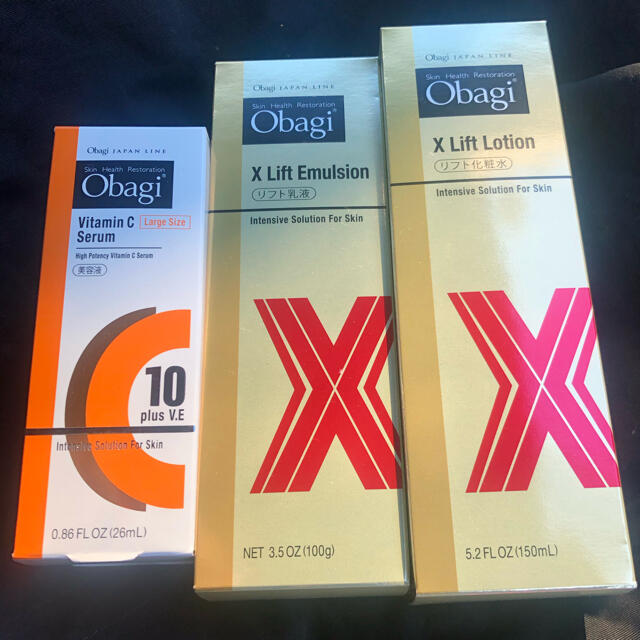 Obagi JAPAN LINE
Skin Health Restoration
Obagi®
Vitamin C Large Size
Serum
High Potency Vitamin C Serum
美容液
C
10
plus V.E
Intensive Solution For Skin
0.86 FL OZ (26mL)
Obagi JAPAN LINE
Skin Health Restoration
Obagi®
X Lift Emulsion
リフト乳液
Intensive Solution For Skin
X
NET 3.5 OZ (100g)
Obagi JAPAN LINE
Skin Health Restoration
Obagi®
X Lift Lotion
リフト化粧水
Intensive Solution For Skin
X
5.2 FL OZ (150mL)